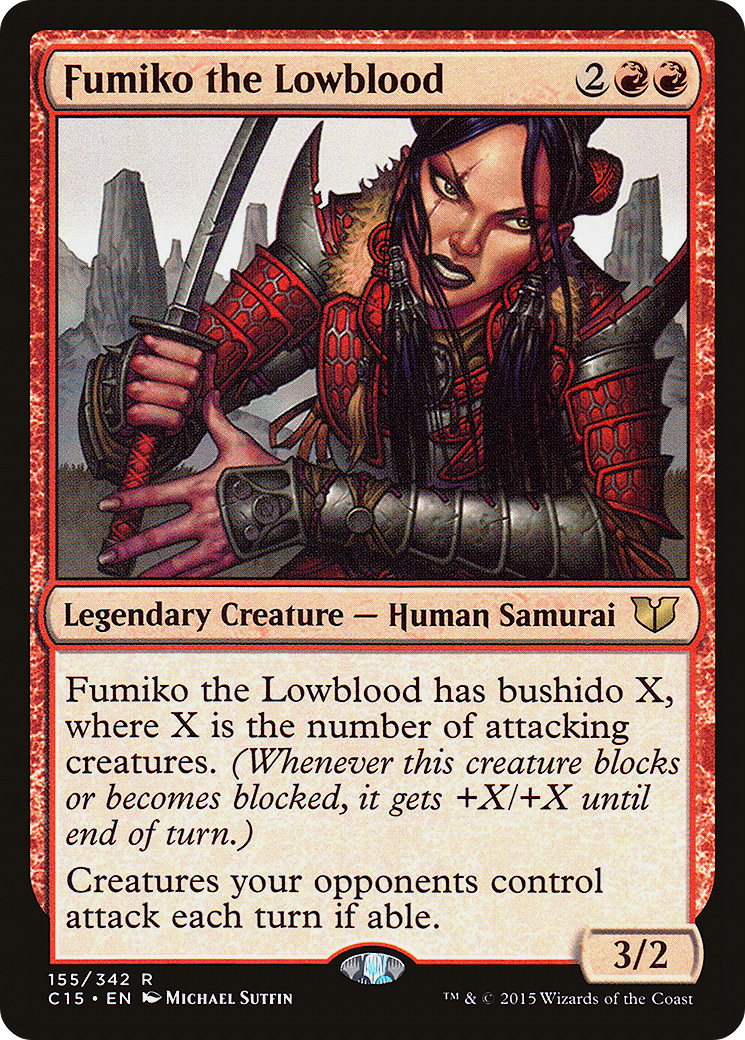 Fumiko the Lowblood 2
Legendary Creature — Human Samurai
Fumiko the Lowblood has bushido X,
where X is the number of attacking
creatures. (Whenever this creature blocks
or becomes blocked, it gets +X/+X until
end of turn.)
Creatures your opponents control
attack each turn if able.
3/2
155/342 R
C15 • EN Michael Sutfin
™ & © 2015 Wizards of the Coast